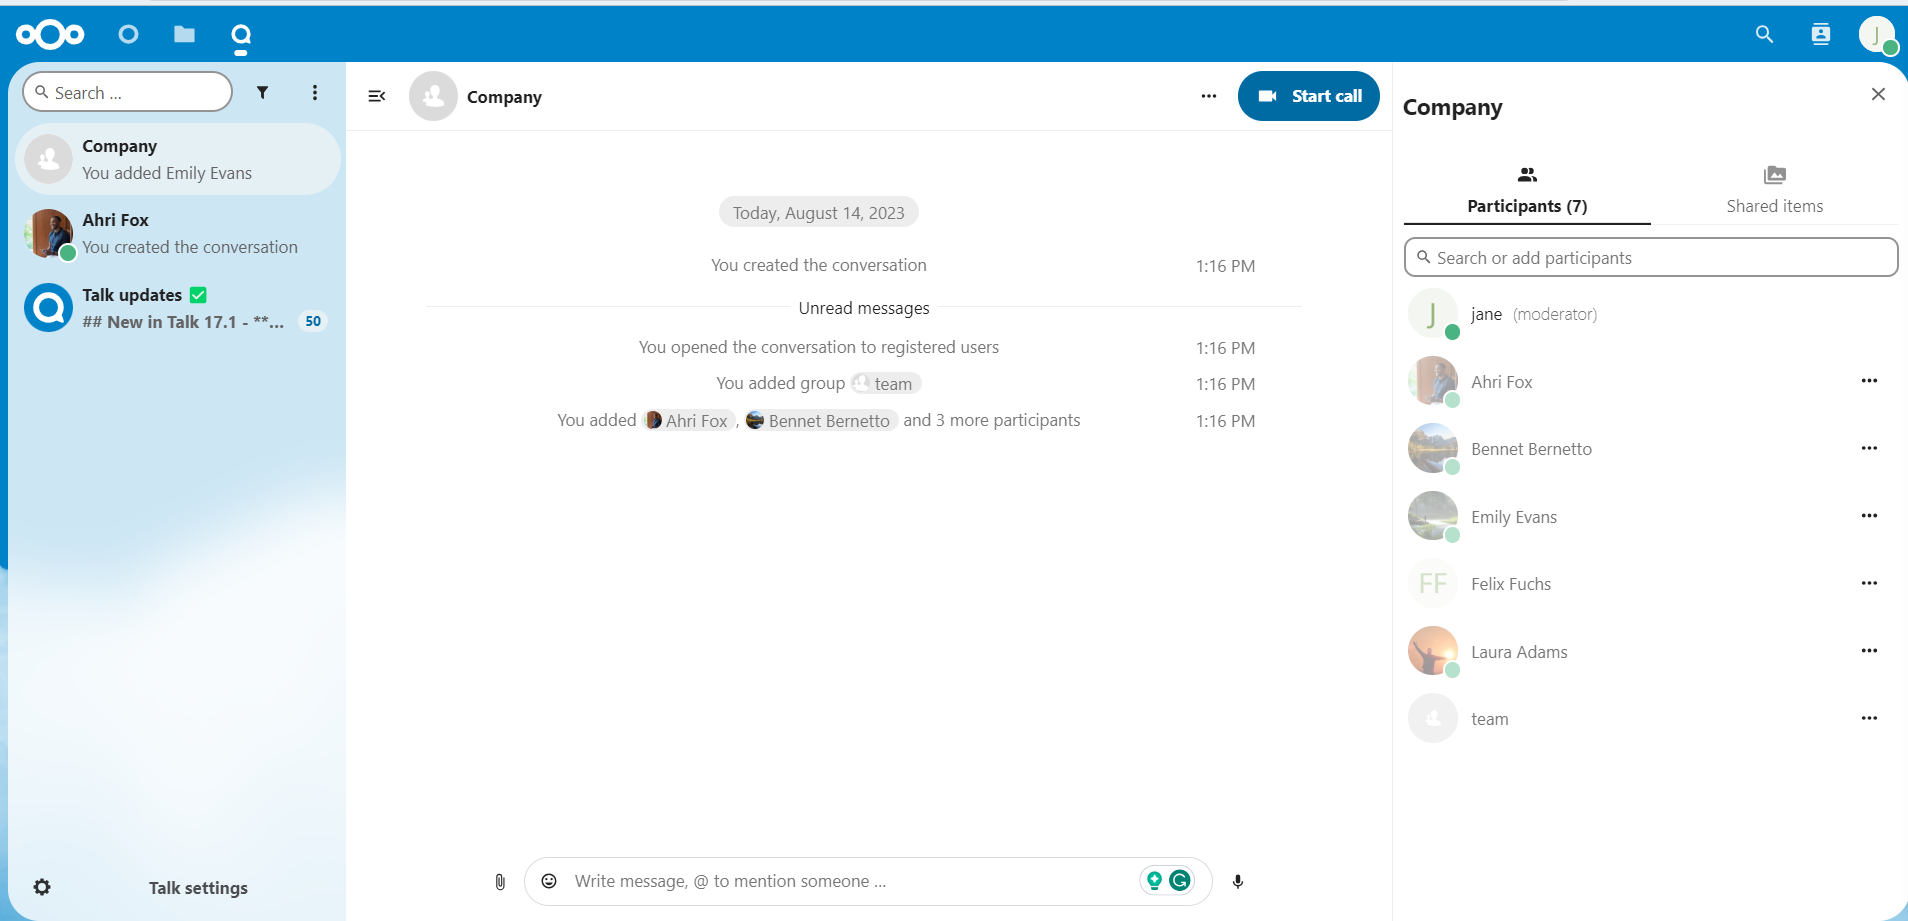 J
Search ...
Company
You added Emily Evans
Ahri Fox
You created the conversation
Talk updates ✅
## New in Talk 17.1 - **... 50
Talk settings
Company
Start call
Today, August 14, 2023
You created the conversation 1:16 PM
Unread messages
You opened the conversation to registered users 1:16 PM
You added group team 1:16 PM
You added Ahri Fox , Bennet Bernetto and 3 more participants 1:16 PM
Write message, @ to mention someone ...
Company
Participants (7)
Shared items
Search or add participants
J jane (moderator)
Ahri Fox
Bennet Bernetto
Emily Evans
FF Felix Fuchs
Laura Adams
team